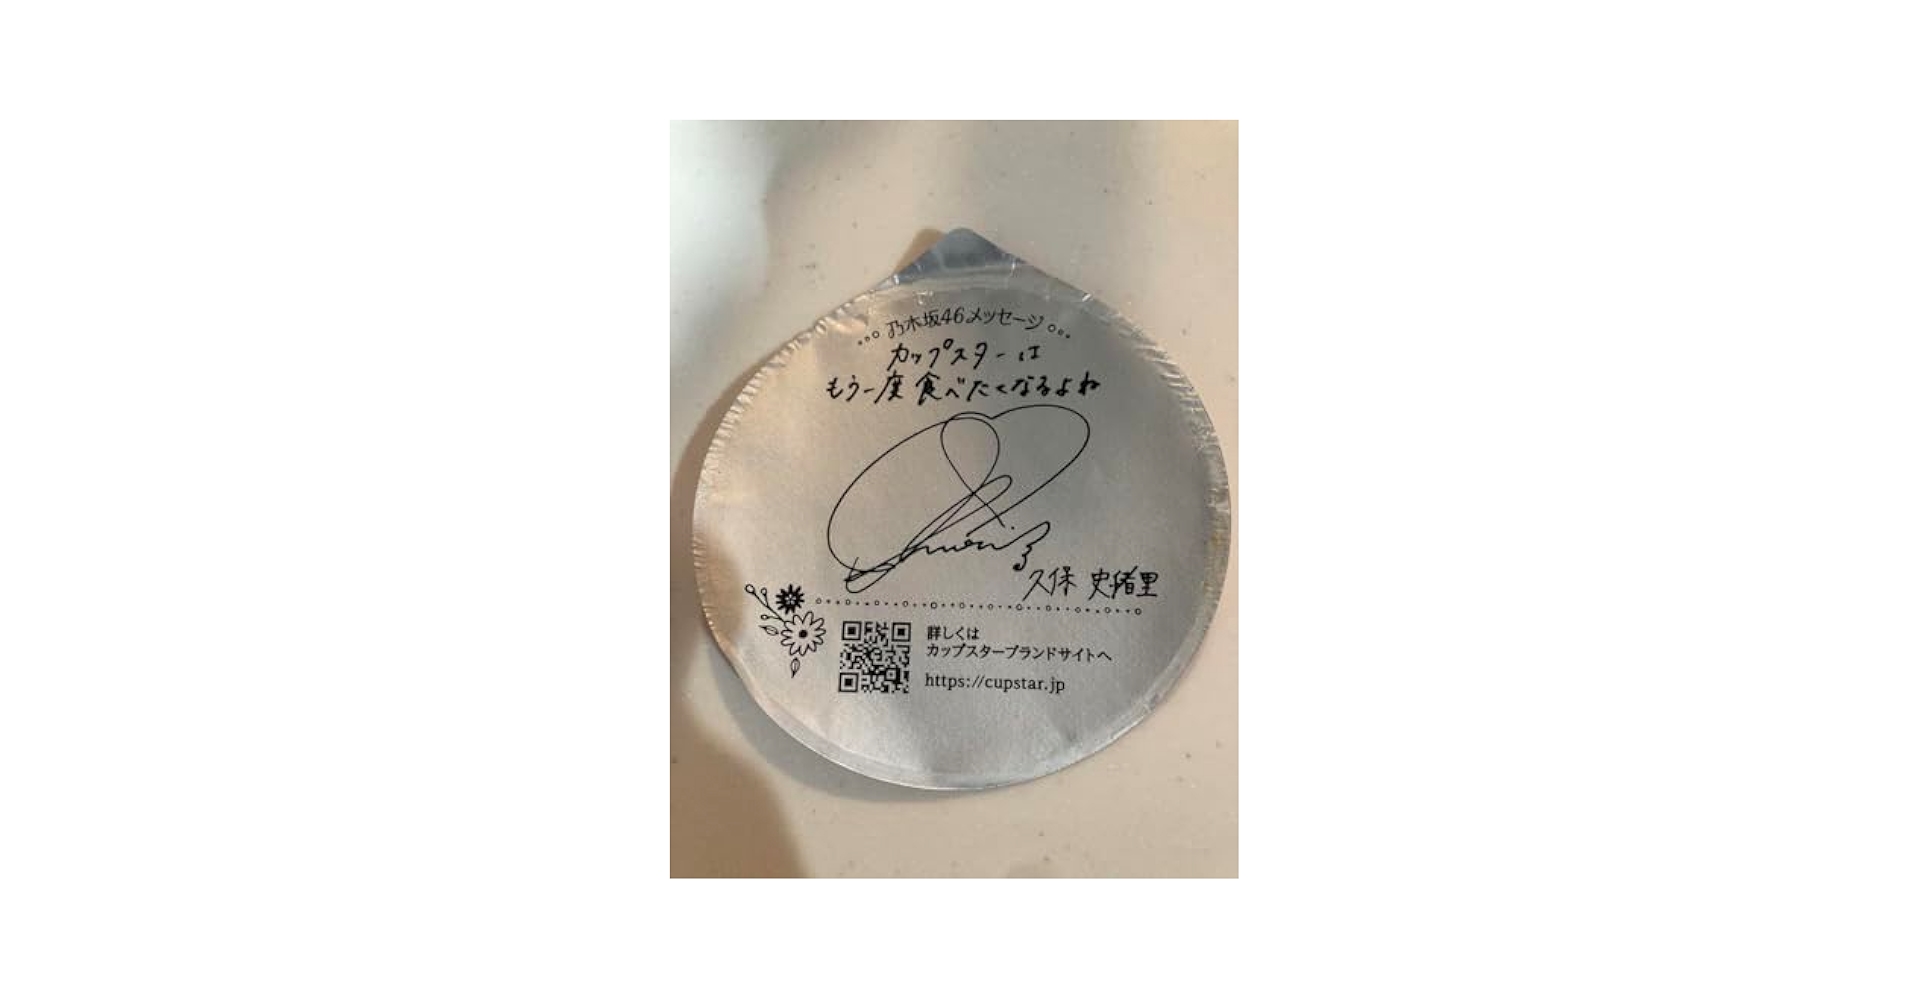 乃木坂46メッセージ
カップスターは
もう一度食べたくなるよね
久保 史緒里
詳しくは
カップスターブランドサイトへ
https://cupstar.jp